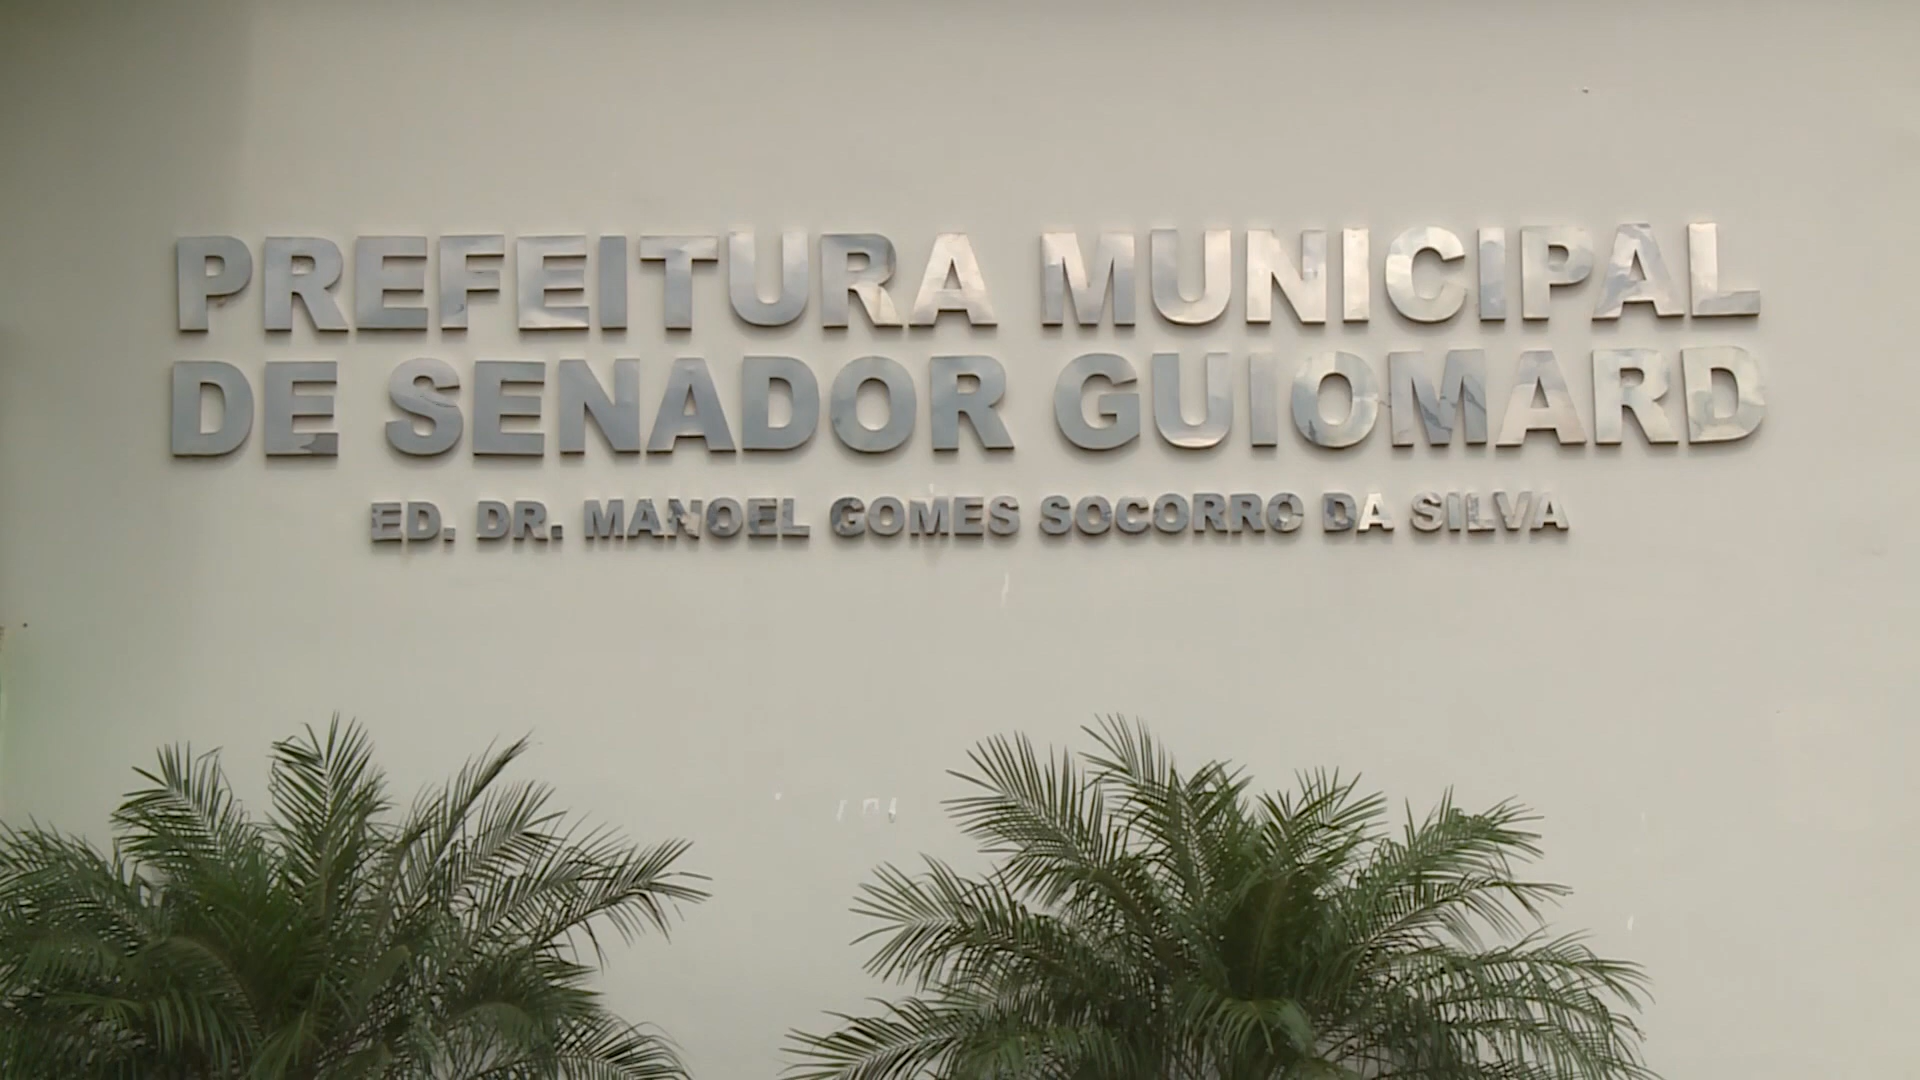 PREFEITURA MUNICIPAL
DE SENADOR GUIOMARD
ED. DR. MANOEL GOMES SOCORRO DA SILVA